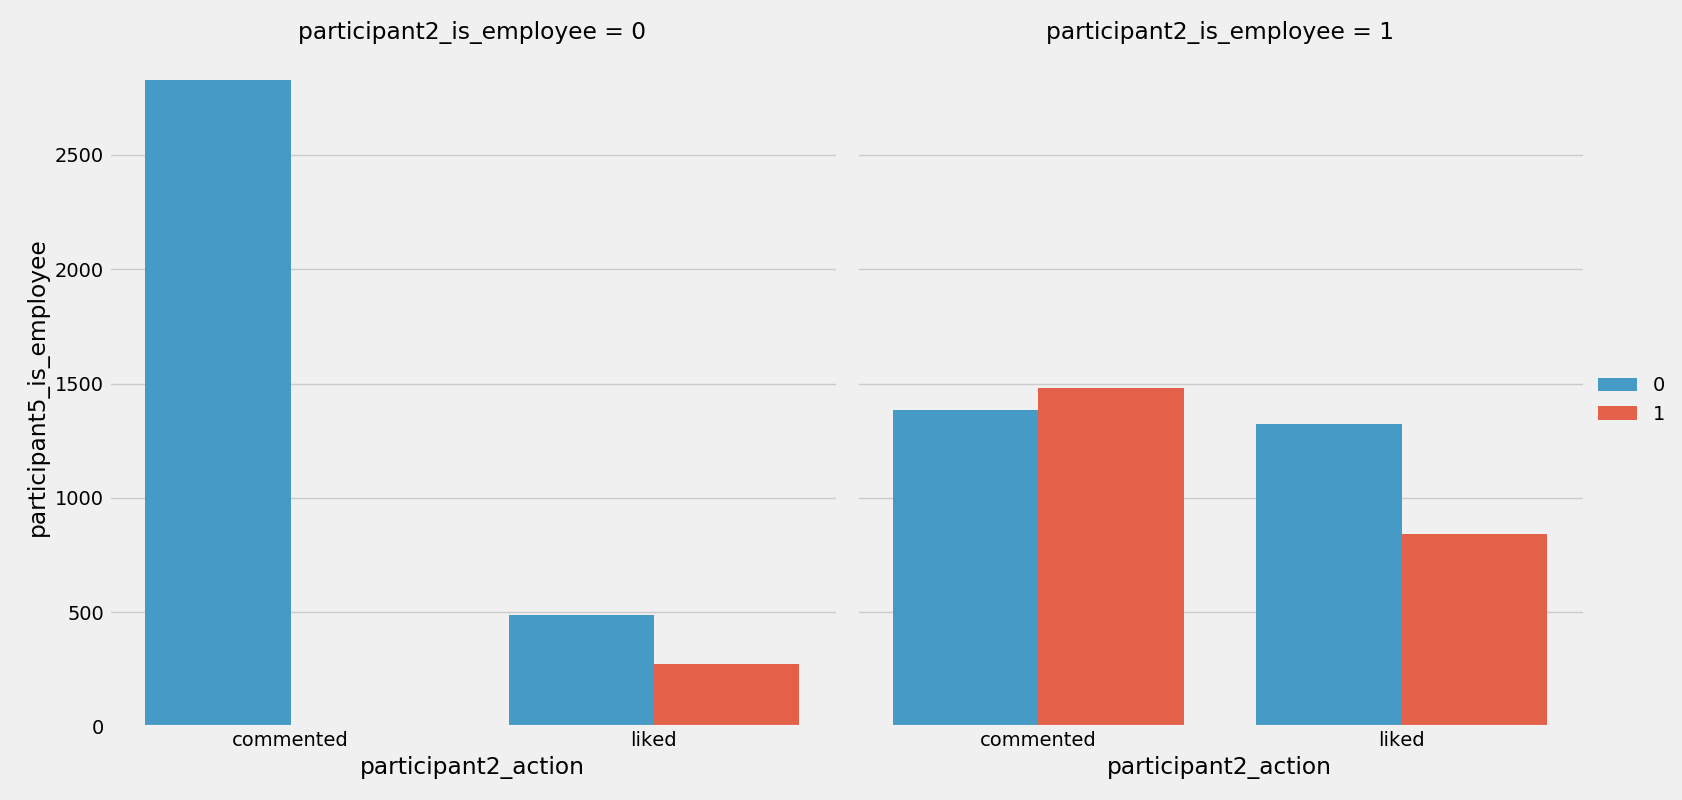 participant2_is_employee = 0
participant2_is_employee = 1
participant5_is_employee
2500
2000
1500
1000
500
0
commented
liked
commented
liked
participant2_action
participant2_action
0
1